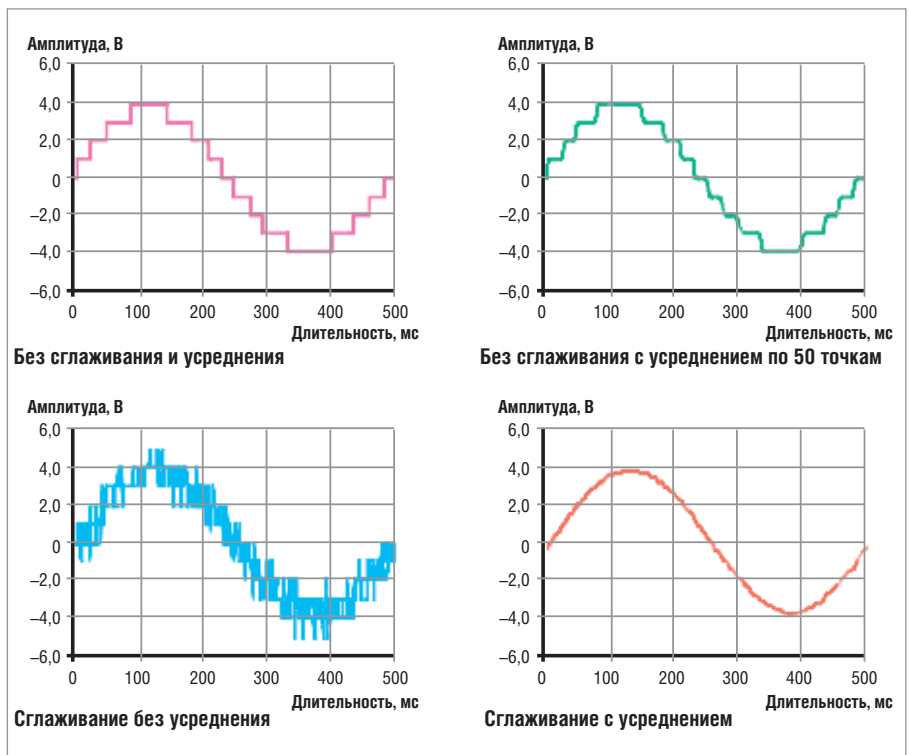 Амплитуда, В
6,0
4,0
2,0
0
–2,0
–4,0
–6,0
0 100 200 300 400 500
Длительность, мс
Без сглаживания и усреднения
Амплитуда, В
6,0
4,0
2,0
0
–2,0
–4,0
–6,0
0 100 200 300 400 500
Длительность, мс
Без сглаживания с усреднением по 50 точкам
Амплитуда, В
6,0
4,0
2,0
0
–2,0
–4,0
–6,0
0 100 200 300 400 500
Длительность, мс
Сглаживание без усреднения
Амплитуда, В
6,0
4,0
2,0
0
–2,0
–4,0
–6,0
0 100 200 300 400 500
Длительность, мс
Сглаживание с усреднением